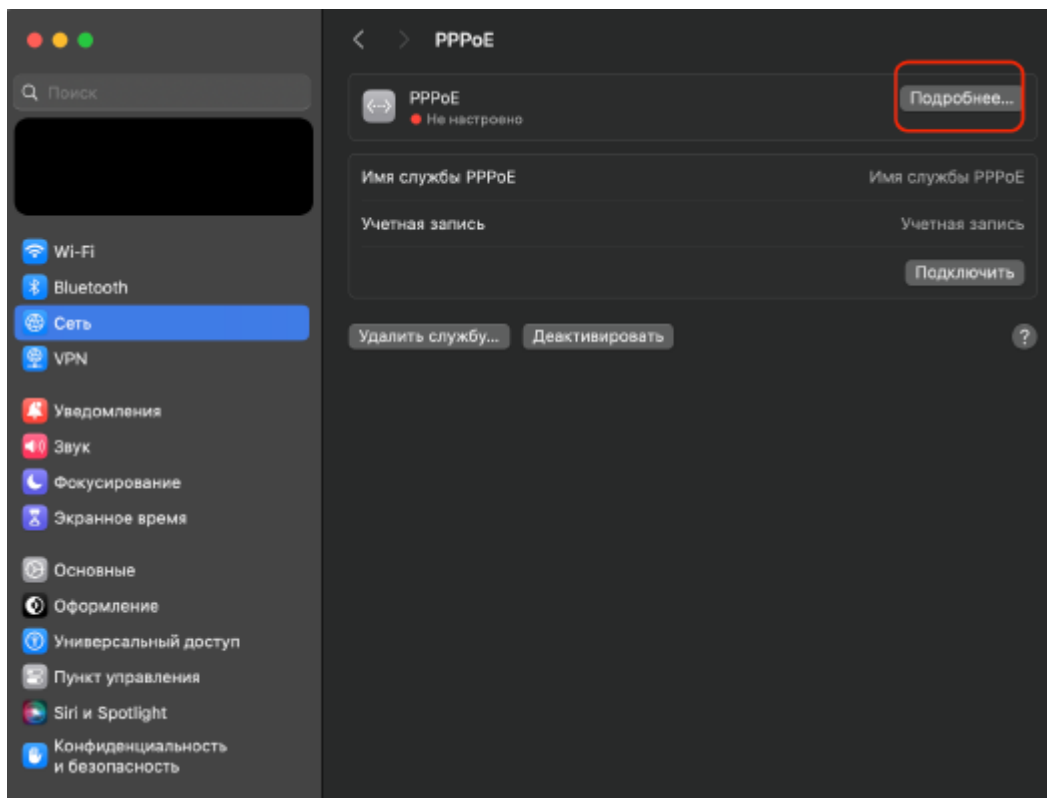 PPPoE
Поиск
PPPoE
Подробнее...
Не настроено
Имя службы PPPoE
Имя службы PPPoE
Учетная запись
Учетная запись
Подключить
Удалить службу...
Деактивировать
?
Wi-Fi
Bluetooth
Сеть
VPN
Уведомления
Звук
Фокусирование
Экранное время
Основные
Оформление
Универсальный доступ
Пункт управления
Siri и Spotlight
Конфиденциальность
и безопасность